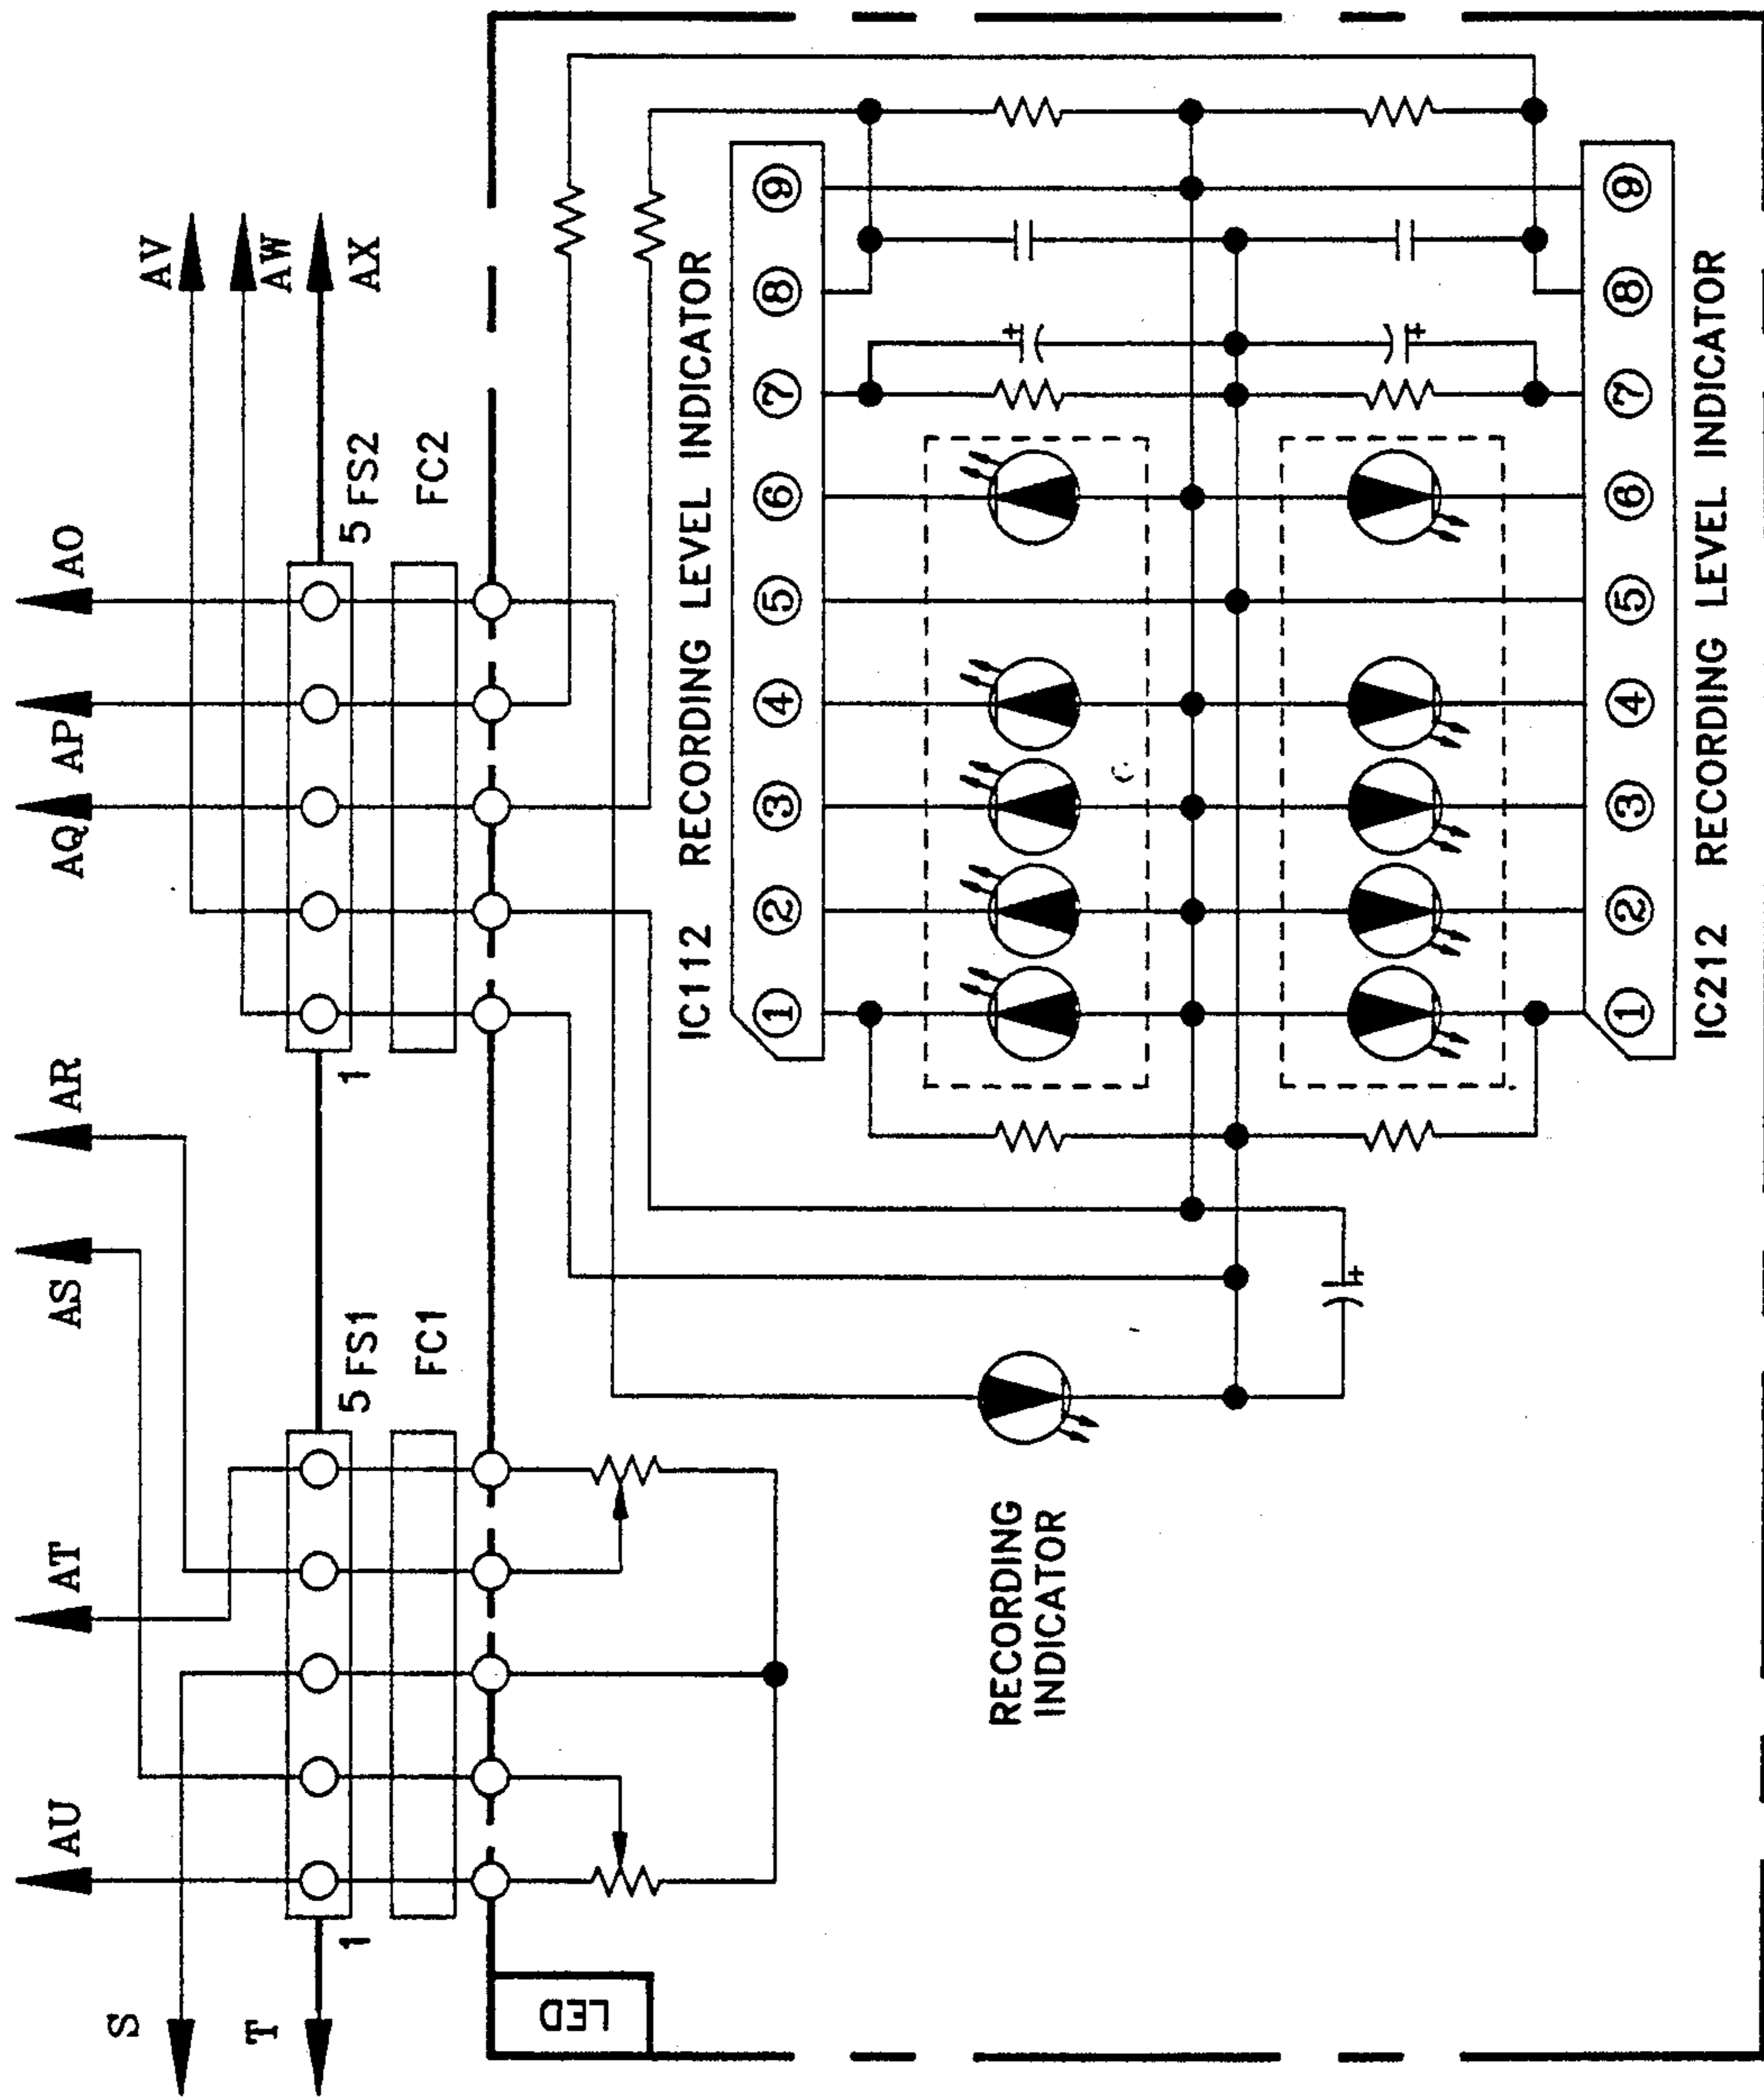 AV
AW
AX
AO
AP
AQ
AR
AS
AT
AU
S
T
5 FS2
FC2
1
5 FS1
FC1
1
LED
IC112 RECORDING LEVEL INDICATOR
1 2 3 4 5 6 7 8 9
+
+
+
RECORDING
INDICATOR
1 2 3 4 5 6 7 8 9
IC212 RECORDING LEVEL INDICATOR